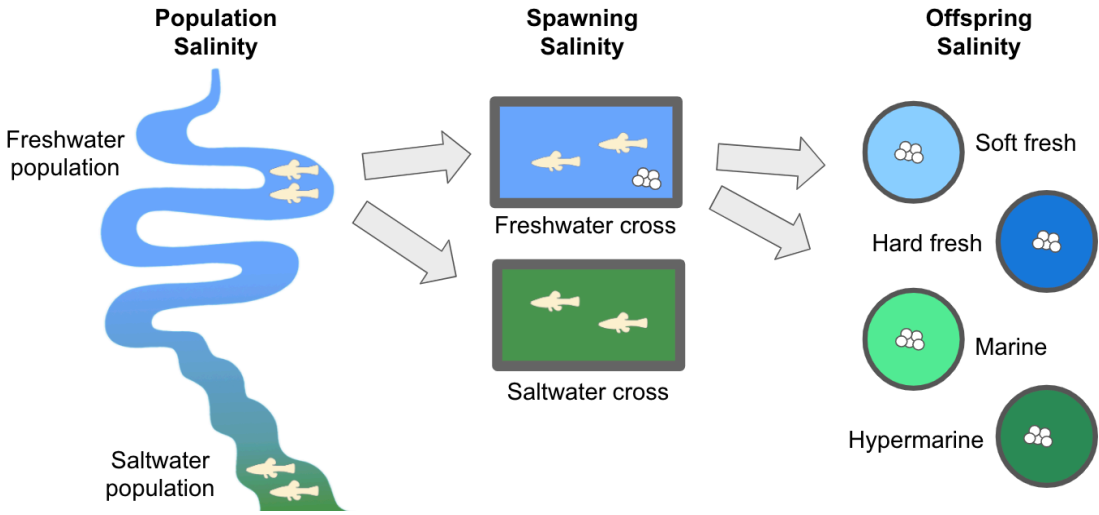 Population
Salinity
Spawning
Salinity
Offspring
Salinity
Freshwater
population
Saltwater
population
Freshwater cross
Saltwater cross
Soft fresh
Hard fresh
Marine
Hypermarine